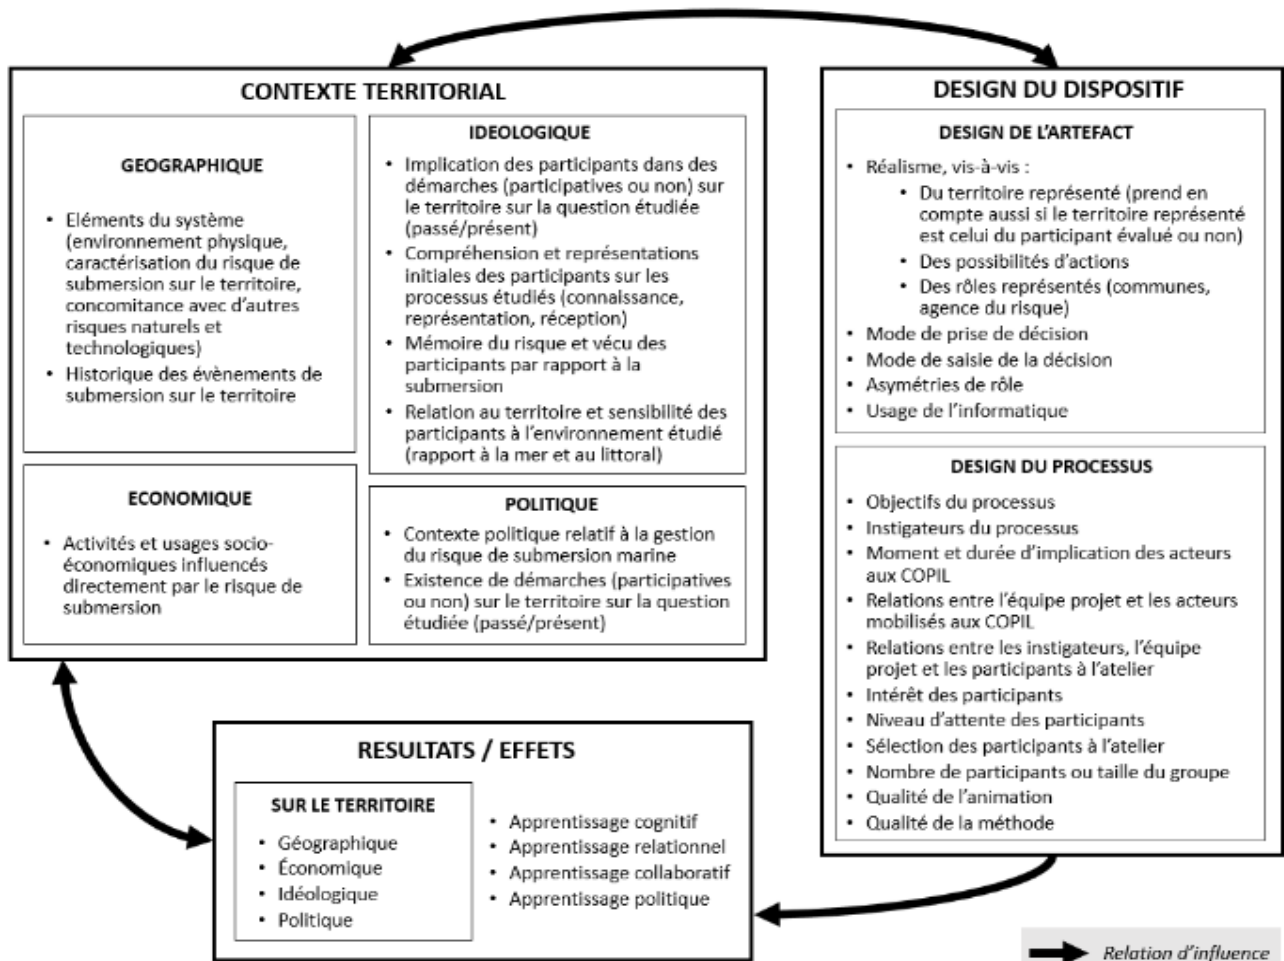 CONTEXTE TERRITORIAL
GEOGRAPHIQUE
• Eléments du système
(environnement physique,
caractérisation du risque de
submersion sur le territoire,
concomitance avec d'autres
risques naturels et
technologiques)
• Historique des évènements de
submersion sur le territoire
IDEOLOGIQUE
• Implication des participants dans des
démarches (participatives ou non) sur
le territoire sur la question étudiée
(passé/présent)
• Compréhension et représentations
initiales des participants sur les
processus étudiés (connaissance,
représentation, réception)
• Mémoire du risque et vécu des
participants par rapport à la
submersion
• Relation au territoire et sensibilité des
participants à l'environnement étudié
(rapport à la mer et au littoral)
ECONOMIQUE
• Activités et usages socio-
économiques influencés
directement par le risque de
submersion
POLITIQUE
• Contexte politique relatif à la gestion
du risque de submersion marine
• Existence de démarches (participatives
ou non) sur le territoire sur la question
étudiée (passé/présent)
DESIGN DU DISPOSITIF
DESIGN DE L'ARTEFACT
• Réalisme, vis-à-vis :
• Du territoire représenté (prend en
compte aussi si le territoire représenté
est celui du participant évalué ou non)
• Des possibilités d'actions
• Des rôles représentés (communes,
agence du risque)
• Mode de prise de décision
• Mode de saisie de la décision
• Asymétries de rôle
• Usage de l'informatique
DESIGN DU PROCESSUS
• Objectifs du processus
• Instigateurs du processus
• Moment et durée d'implication des acteurs
aux COPIL
• Relations entre l'équipe projet et les acteurs
mobilisés aux COPIL
• Relations entre les instigateurs, l'équipe
projet et les participants à l'atelier
• Intérêt des participants
• Niveau d'attente des participants
• Sélection des participants à l'atelier
• Nombre de participants ou taille du groupe
• Qualité de l'animation
• Qualité de la méthode
RESULTATS / EFFETS
SUR LE TERRITOIRE
• Géographique
• Économique
• Idéologique
• Politique
• Apprentissage cognitif
• Apprentissage relationnel
• Apprentissage collaboratif
• Apprentissage politique
Relation d'influence